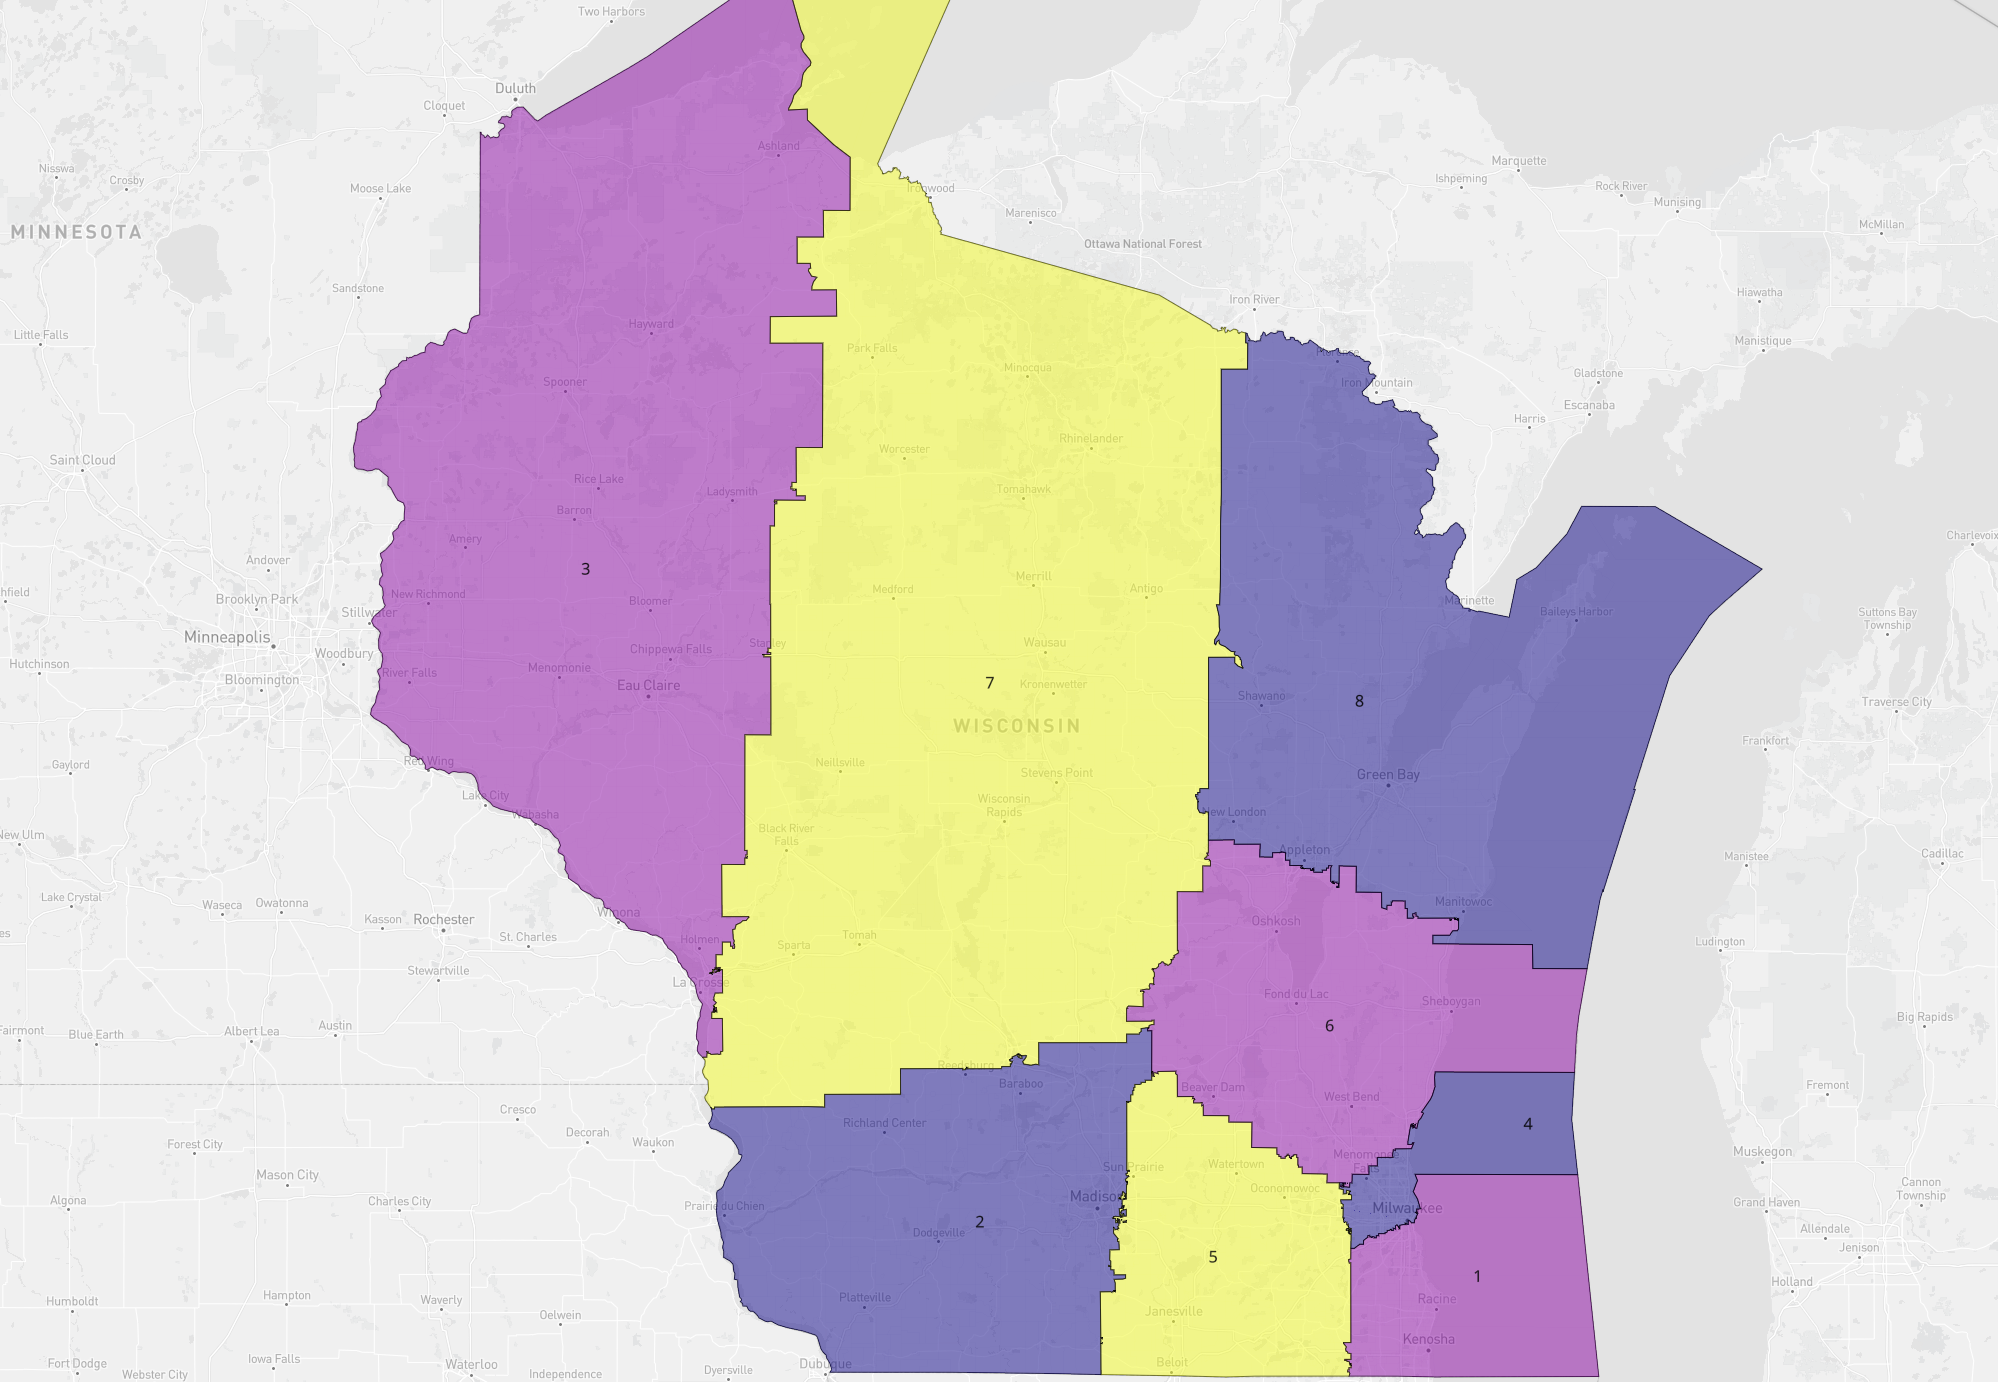 Two Harbors
Duluth
Cloquet
Nisswa
Crosby
Moose Lake
Ashland
Ironwood
Marquette
Ishpeming
Rock River
Munising
McMillan
Marenisco
Ottawa National Forest
MINNESOTA
Sandstone
Hayward
Iron River
Hiawatha
Little Falls
Park Falls
Minocqua
Iron Mountain
Manistique
Gladstone
Spooner
Escanaba
Harris
Saint Cloud
Worcester
Rhinelander
Rice Lake
Ladysmith
Tomahawk
Barron
Amery
Andover
Charlevoix
3
hfield
Brooklyn Park
New Richmond
Bloomer
Medford
Merrill
Antigo
Marinette
Baileys Harbor
Suttons Bay
Township
Stillwater
Minneapolis
Woodbury
Hutchinson
Bloomington
River Falls
Menomonie
Chippewa Falls
Eau Claire
Stanley
Wausau
Kronenwetter
7
WISCONSIN
Shawano
8
Traverse City
Frankfort
Gaylord
Red Wing
Lake City
Wabasha
Neillsville
Stevens Point
Wisconsin
Rapids
Green Bay
New London
New Ulm
Black River
Falls
Appleton
Manistee
Cadillac
Lake Crystal
Waseca
Owatonna
Kasson
Rochester
Winona
Manitowoc
Oshkosh
es
St. Charles
Holmen
Sparta
Tomah
Ludington
Stewartville
La Crosse
Fond du Lac
Sheboygan
Fairmont
Blue Earth
Albert Lea
Austin
6
Big Rapids
Reedsburg
Baraboo
Beaver Dam
West Bend
Fremont
Cresco
Decorah
Waukon
Richland Center
4
Forest City
Mason City
Sun Prairie
Watertown
Menomonee
Falls
Muskegon
Algona
Charles City
Prairie du Chien
Madison
Oconomowoc
Milwaukee
Grand Haven
Cannon
Township
2
Dodgeville
5
Allendale
Jenison
1
Holland
Humboldt
Hampton
Waverly
Oelwein
Platteville
Janesville
Racine
Kenosha
Fort Dodge
Webster City
Iowa Falls
Waterloo
Independence
Dyersville
Dubuque
Beloit